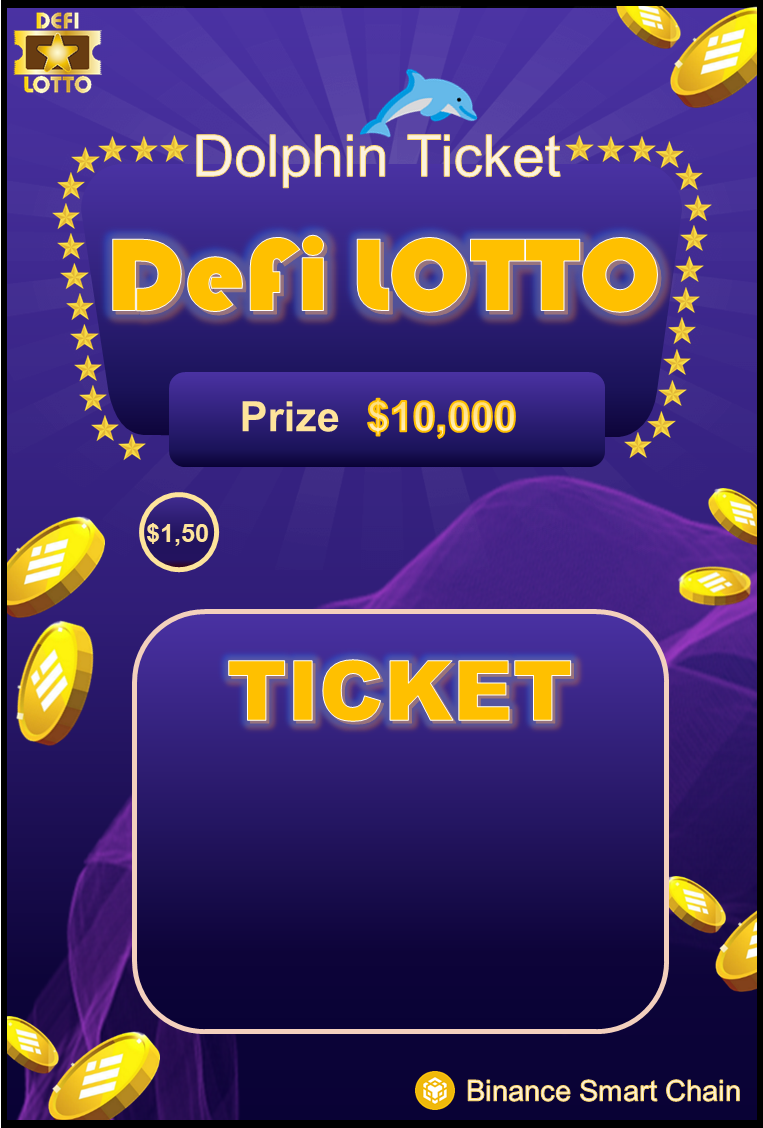 DEFI
LOTTO
Dolphin Ticket
DeFi LOTTO
Prize $10,000
$1,50
TICKET
Binance Smart Chain